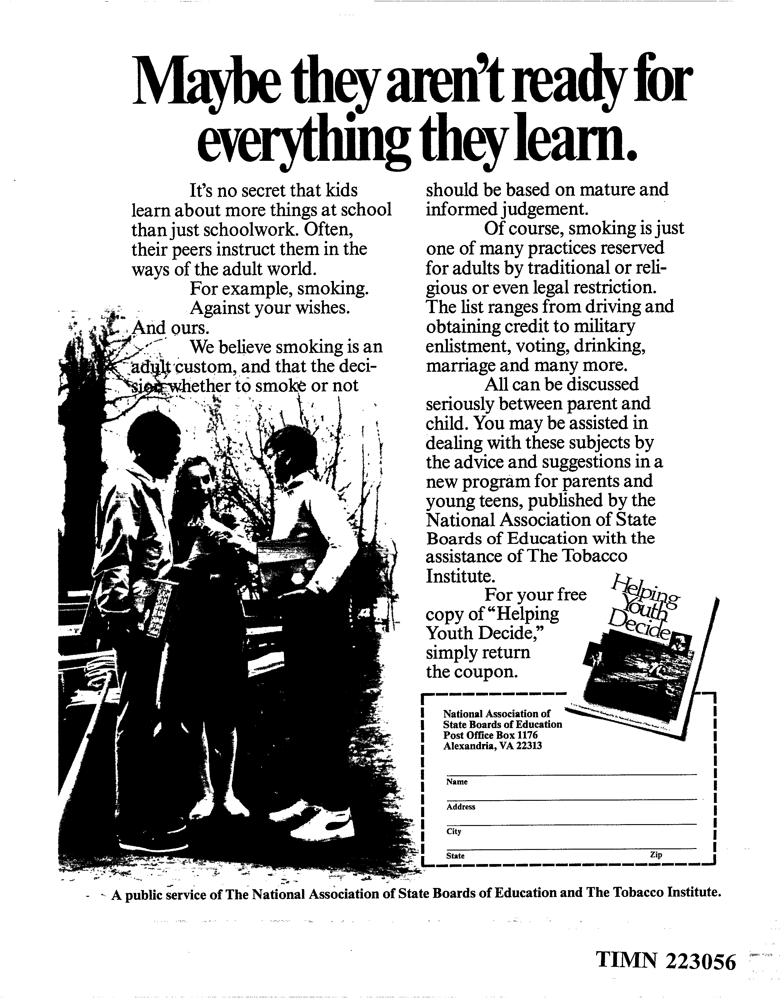 Maybe they aren't ready for
everything they learn.
It's no secret that kids
learn about more things at school
than just schoolwork. Often,
their peers instruct them in the
ways of the adult world.
For example, smoking.
Against your wishes.
And ours.
We believe smoking is an
adult custom, and that the deci-
sion whether to smoke or not
should be based on mature and
informed judgement.
Of course, smoking is just
one of many practices reserved
for adults by traditional or reli-
gious or even legal restriction.
The list ranges from driving and
obtaining credit to military
enlistment, voting, drinking,
marriage and many more.
All can be discussed
seriously between parent and
child. You may be assisted in
dealing with these subjects by
the advice and suggestions in a
new program for parents and
young teens, published by the
National Association of State
Boards of Education with the
assistance of The Tobacco
Institute.
For your free
copy of "Helping
Youth Decide,"
simply return
the coupon.
Helping
Youth
Decide
National Association of
State Boards of Education
Post Office Box 1176
Alexandria, VA 22313
Name
Address
City
State Zip
A public service of The National Association of State Boards of Education and The Tobacco Institute.
TIMN 223056